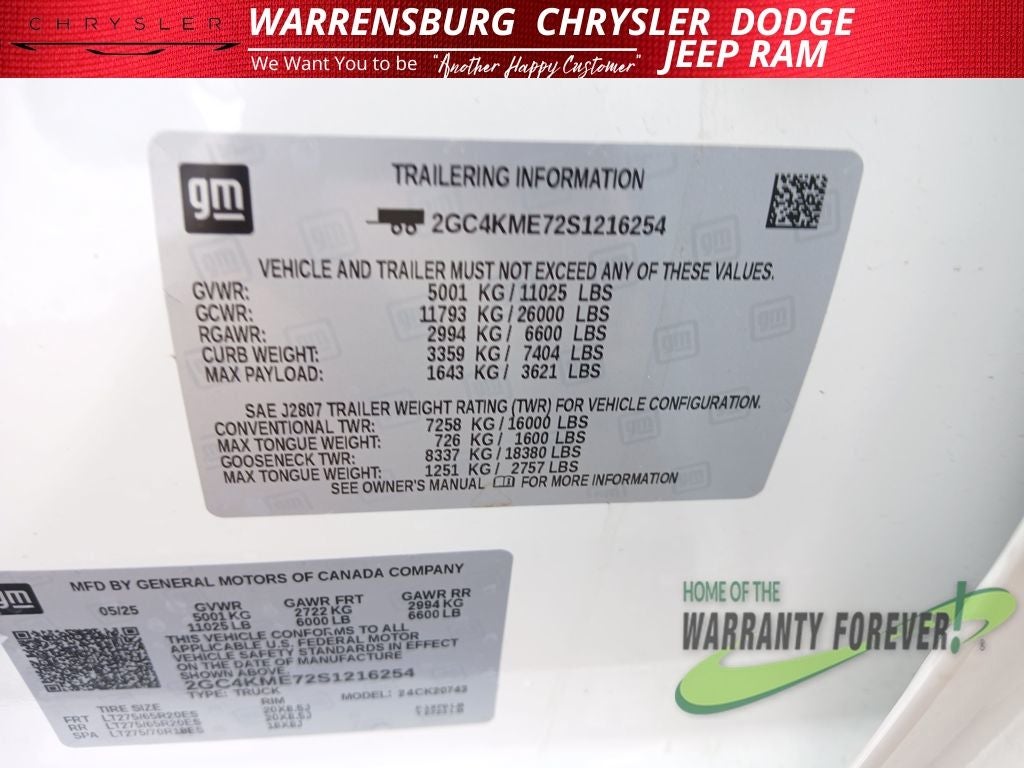 CHRYSLER
WARRENSBURG CHRYSLER DODGE
JEEP RAM
We Want You to be "Another Happy Customer"
gm
TRAILERING INFORMATION
2GC4KME72S1216254
VEHICLE AND TRAILER MUST NOT EXCEED ANY OF THESE VALUES.
GVWR: 5001 KG / 11025 LBS
GCWR: 11793 KG / 26000 LBS
RGAWR: 2994 KG / 6600 LBS
CURB WEIGHT: 3359 KG / 7404 LBS
MAX PAYLOAD: 1643 KG / 3621 LBS
SAE J2807 TRAILER WEIGHT RATING (TWR) FOR VEHICLE CONFIGURATION.
CONVENTIONAL TWR: 7258 KG / 16000 LBS
MAX TONGUE WEIGHT: 726 KG / 1600 LBS
GOOSENECK TWR: 8337 KG / 18380 LBS
MAX TONGUE WEIGHT: 1251 KG / 2757 LBS
SEE OWNER'S MANUAL FOR MORE INFORMATION
gm
MFD BY GENERAL MOTORS OF CANADA COMPANY
05/25 GVWR GAWR FRT GAWR RR
5001 KG 2722 KG 2994 KG
11025 LB 6000 LB 6600 LB
THIS VEHICLE CONFORMS TO ALL
APPLICABLE U.S. FEDERAL MOTOR
VEHICLE SAFETY STANDARDS IN EFFECT
ON THE DATE OF MANUFACTURE
SHOWN ABOVE
2GC4KME72S1216254
TYPE: TRUCK MODEL: 24CK20743
TIRE SIZE RIM
FRT LT275/65R20ES
RR LT275/65R20ES
SPA LT275/70R18ES
HOME OF THE
WARRANTY FOREVER!®